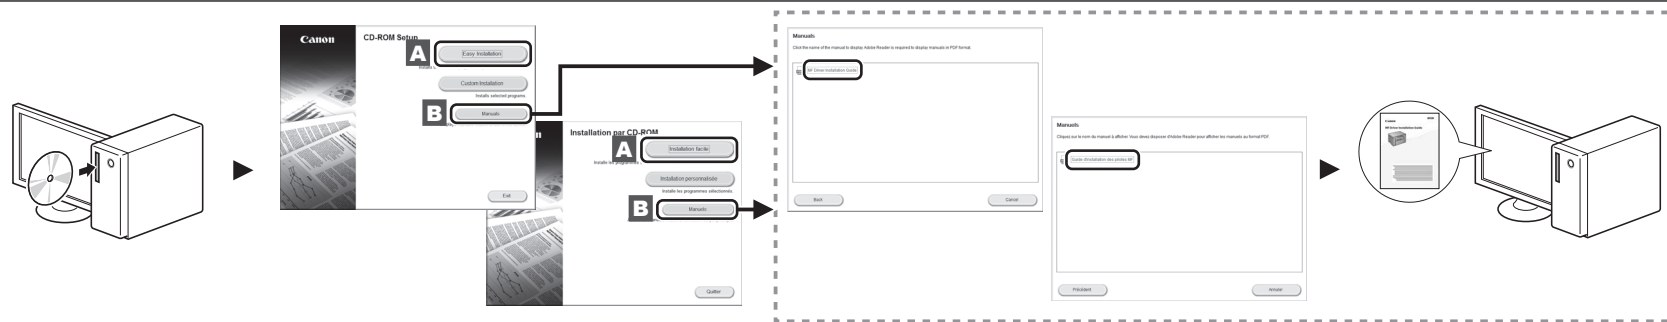 Canon
CD-ROM Setup
A
Easy Installation
Custom Installation
Installs selected programs.
B
Manuals
Exit
Installation par CD-ROM
A
Installation facile
Installe les programmes
Installation personnalisée
Installe les programmes sélectionnés.
B
Manuels
Quitter
Manuals
Click the name of the manual to display Adobe Reader is required to display manuals in PDF format.
MF Driver Installation Guide
Back
Cancel
Manuels
Cliquez sur le nom du manuel à afficher. Vous devez disposer d'Adobe Reader pour afficher les manuels au format PDF
Guide d'installation des pilotes MF
Précédent
Annuler
Canon
MF Driver Installation Guide